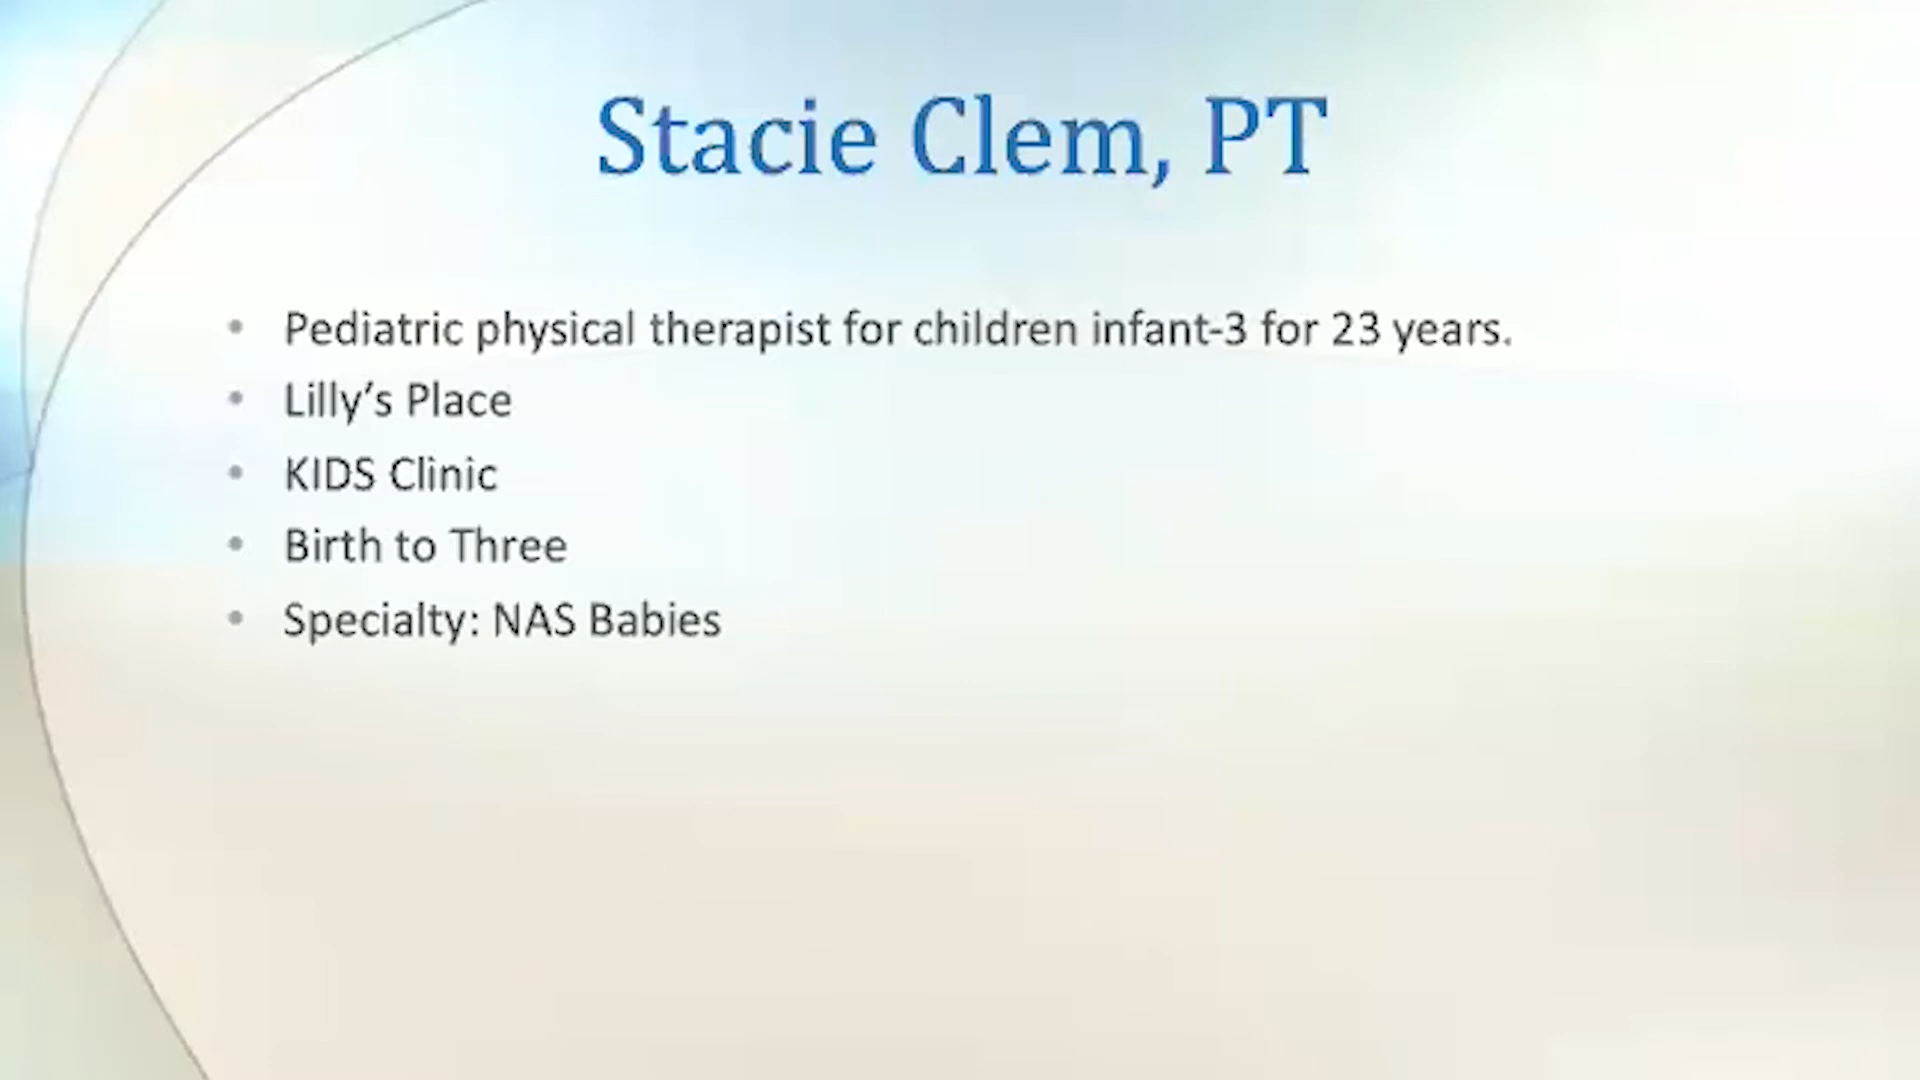 Stacie Clem, PT
• Pediatric physical therapist for children infant-3 for 23 years.
• Lilly’s Place
• KIDS Clinic
• Birth to Three
• Specialty: NAS Babies